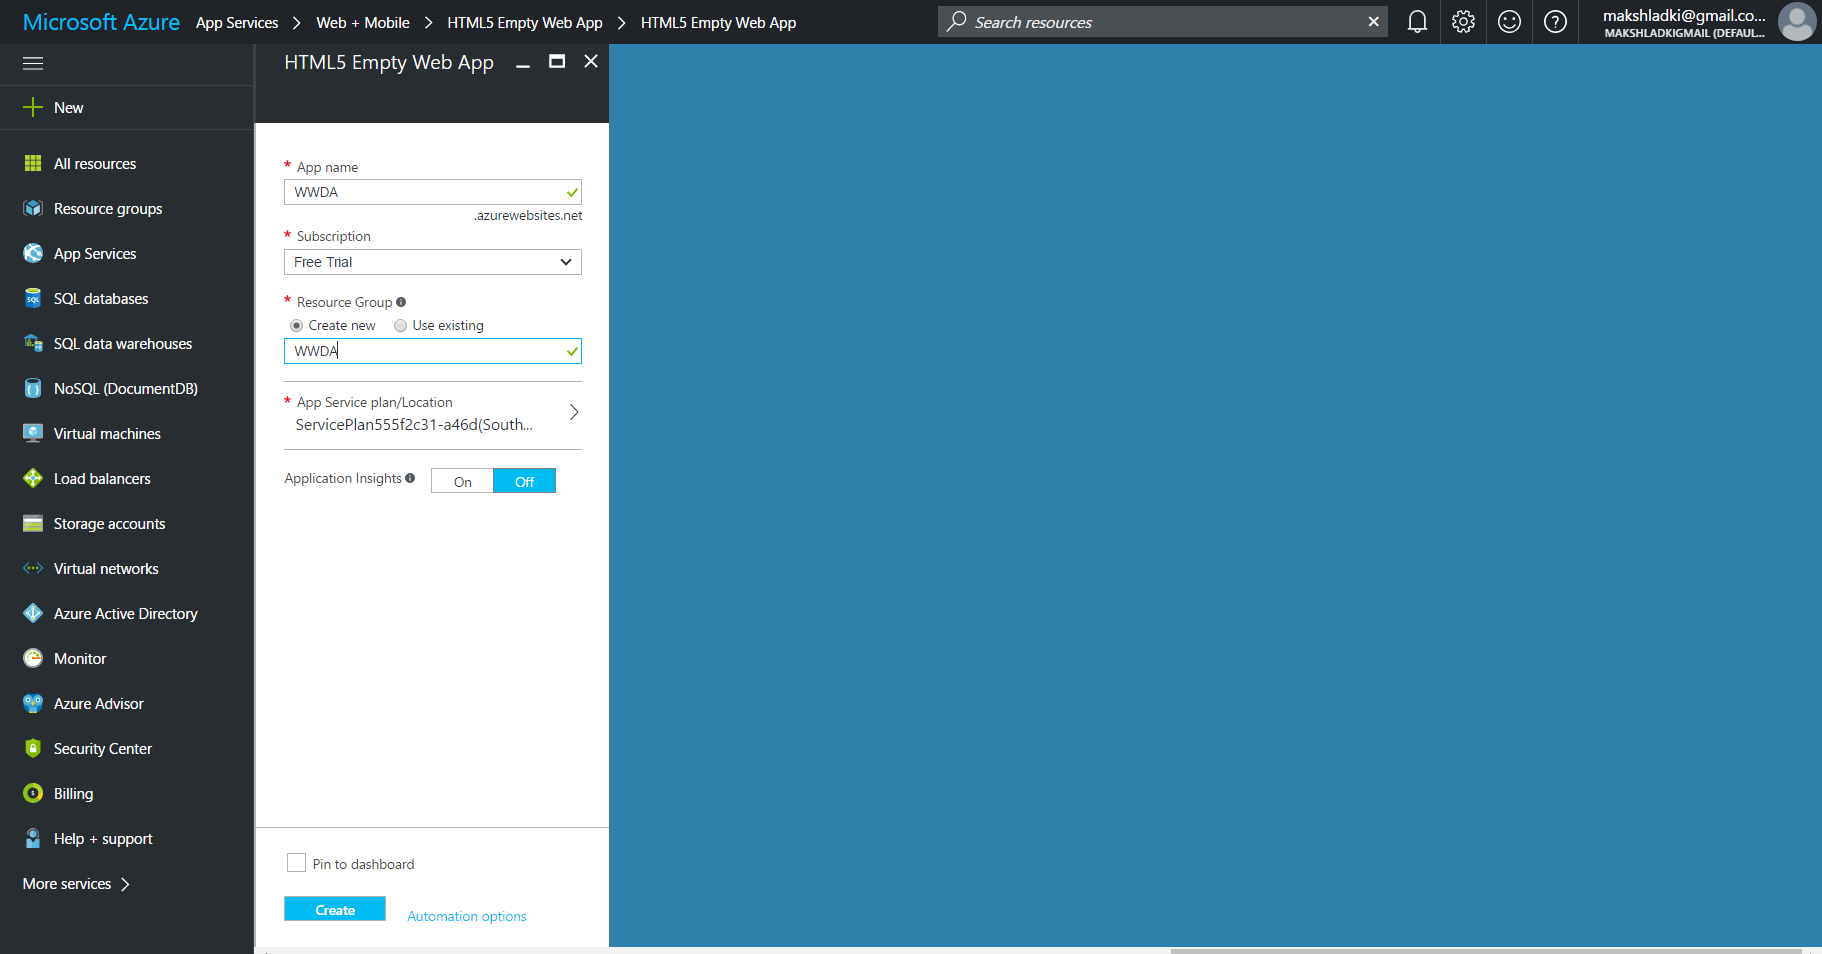 Microsoft Azure App Services > Web + Mobile > HTML5 Empty Web App > HTML5 Empty Web App
Search resources
makshladki@gmail.co...
MAKSHLADKIGMAIL (DEFAUL...
New
All resources
Resource groups
App Services
SQL databases
SQL data warehouses
NoSQL (DocumentDB)
Virtual machines
Load balancers
Storage accounts
Virtual networks
Azure Active Directory
Monitor
Azure Advisor
Security Center
Billing
Help + support
More services >
HTML5 Empty Web App
* App name
WWDA
.azurewebsites.net
* Subscription
Free Trial
* Resource Group
Create new Use existing
WWDA
* App Service plan/Location
ServicePlan555f2c31-a46d(South...
Application Insights On Off
Pin to dashboard
Create Automation options